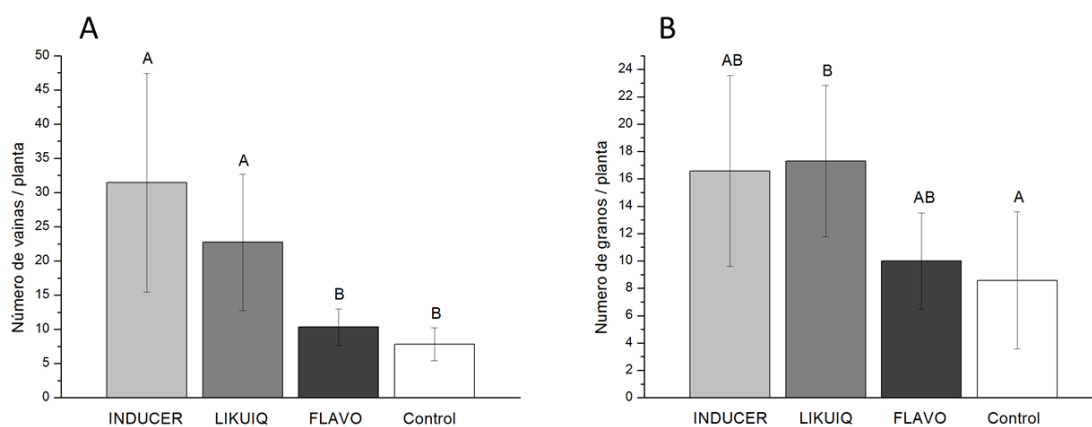 A
Número de vainas / planta
50
45
40
35
30
25
20
15
10
5
0
A
A
B
B
INDUCER LIKUIQ FLAVO Control
B
Numero de granos / planta
24
22
20
18
16
14
12
10
8
6
4
2
0
AB
B
AB
A
INDUCER LIKUIQ FLAVO Control